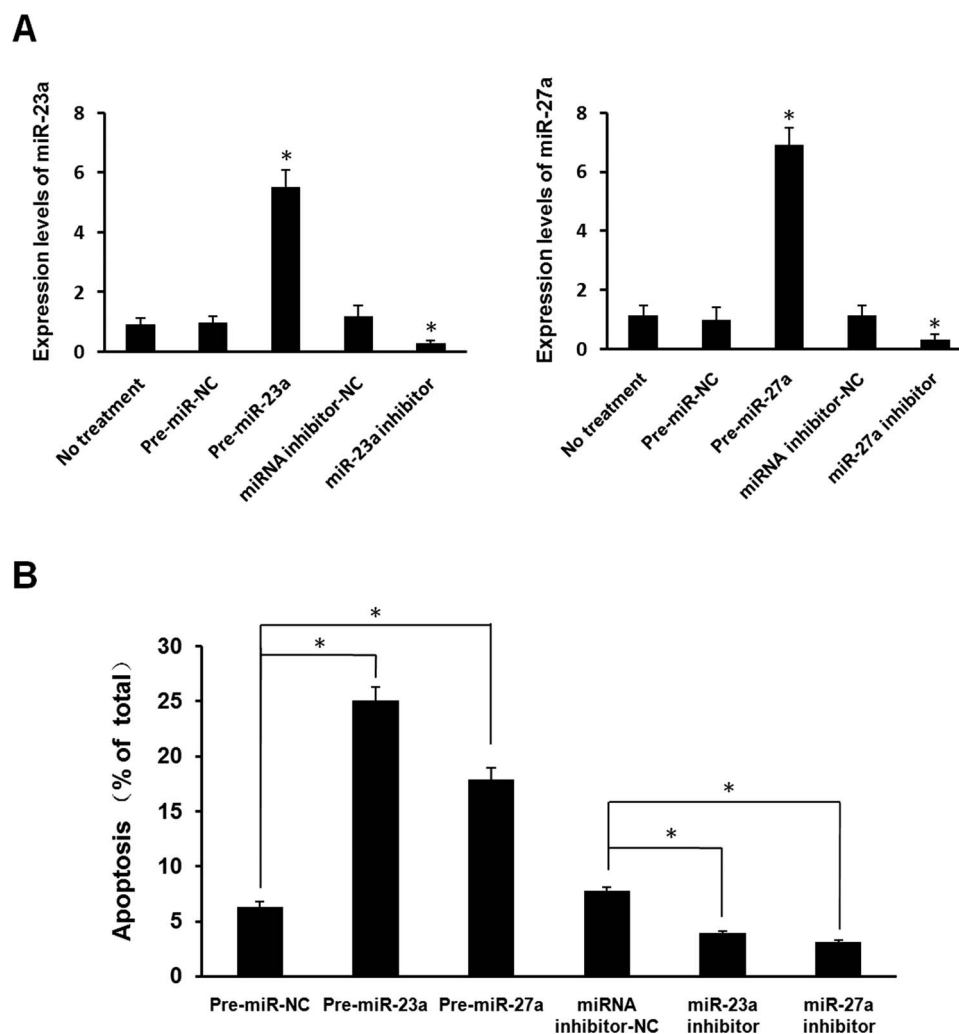 A
Expression levels of miR-23a
8
6
4
2
0
*
*
No treatment
Pre-miR-NC
Pre-miR-23a
miRNA inhibitor-NC
miR-23a inhibitor
Expression levels of miR-27a
8
6
4
2
0
*
*
No treatment
Pre-miR-NC
Pre-miR-27a
miRNA inhibitor-NC
miR-27a inhibitor
B
Apoptosis（% of total）
30
25
20
15
10
5
0
*
*
*
*
Pre-miR-NC
Pre-miR-23a
Pre-miR-27a
miRNA
inhibitor-NC
miR-23a
inhibitor
miR-27a
inhibitor